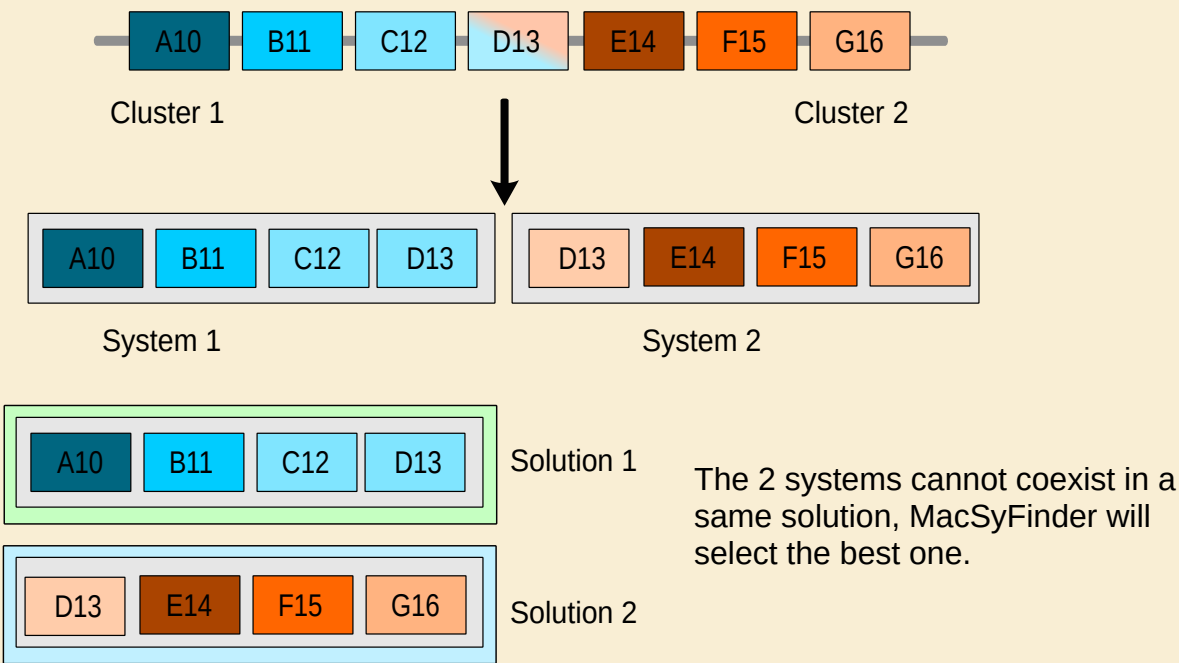 A10 B11 C12 D13 E14 F15 G16
Cluster 1 Cluster 2
A10 B11 C12 D13 D13 E14 F15 G16
System 1 System 2
A10 B11 C12 D13
Solution 1
The 2 systems cannot coexist in a
same solution, MacSyFinder will
select the best one.
D13 E14 F15 G16
Solution 2